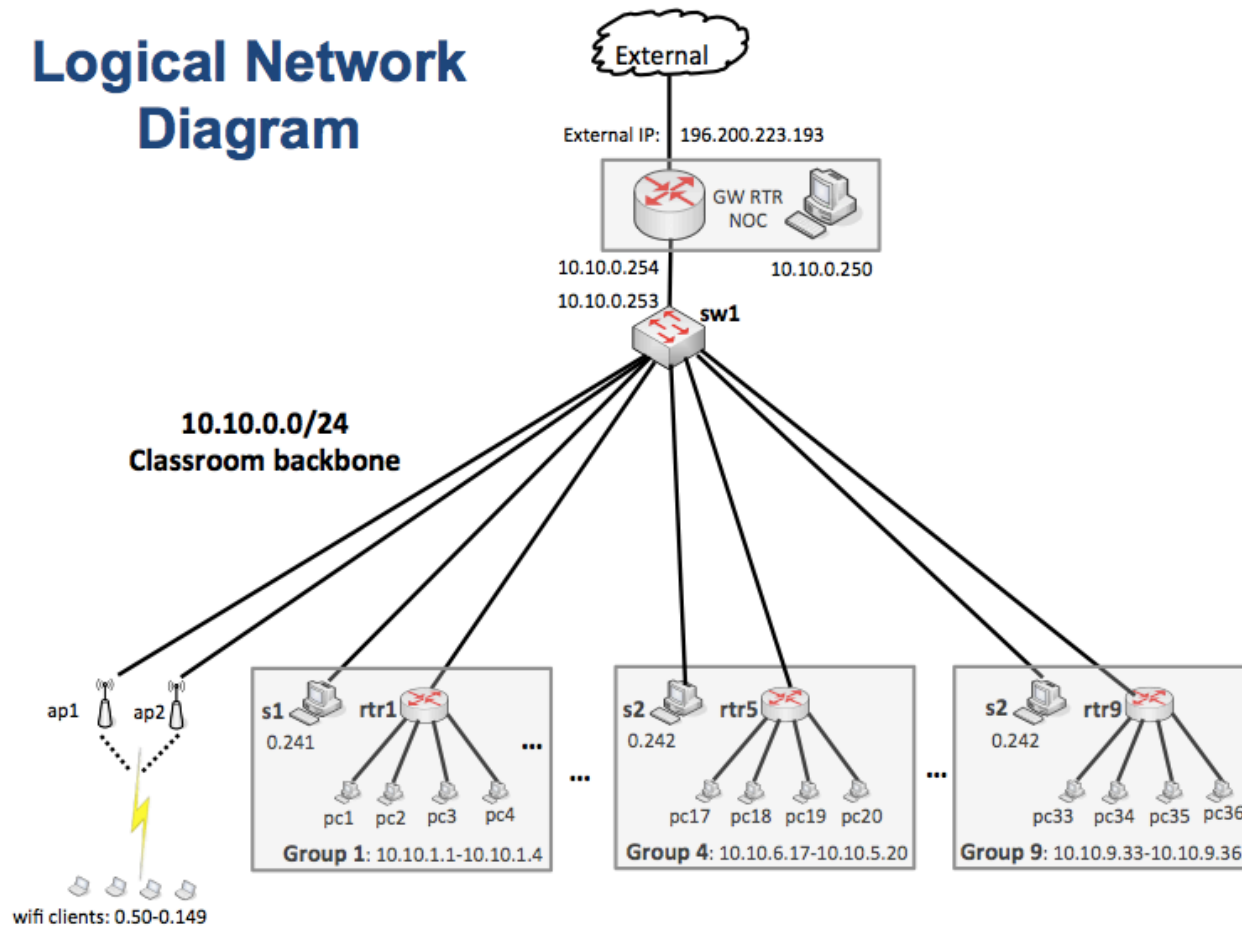 Logical Network
Diagram
External
External IP: 196.200.223.193
GW RTR
NOC
10.10.0.254
10.10.0.250
10.10.0.253
sw1
10.10.0.0/24
Classroom backbone
ap1
ap2
s1
rtr1
0.241
...
pc1
pc2
pc3
pc4
Group 1: 10.10.1.1-10.10.1.4
...
s2
rtr5
0.242
pc17
pc18
pc19
pc20
Group 4: 10.10.6.17-10.10.5.20
...
s2
rtr9
0.242
pc33
pc34
pc35
pc36
Group 9: 10.10.9.33-10.10.9.36
wifi clients: 0.50-0.149